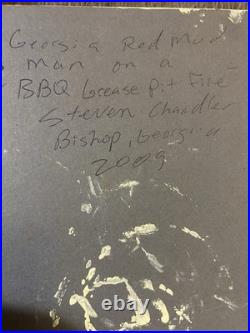 Georgia Red Mud
Man on a
BBQ Grease Pit Fire
Steven Chandler
Bishop, Georgia
2009